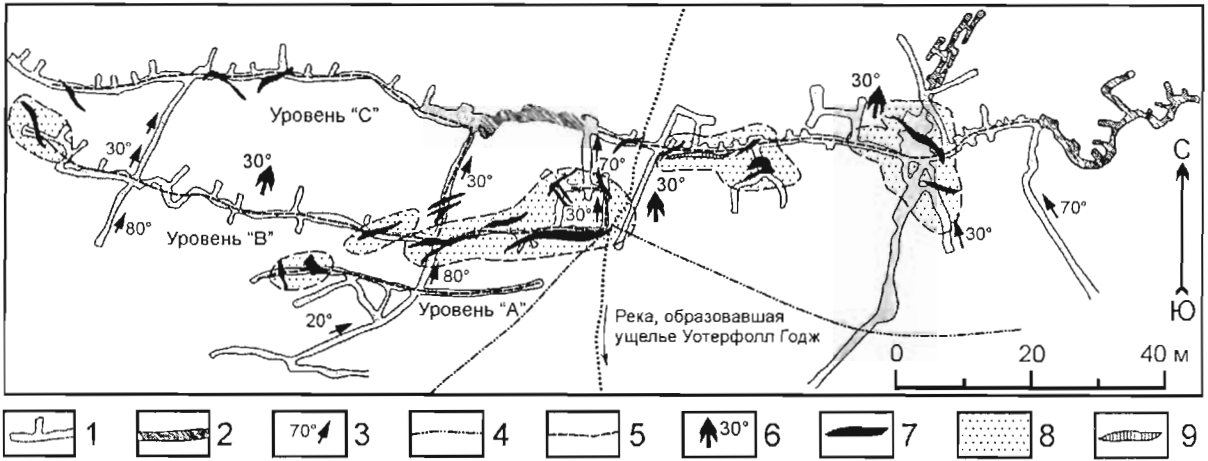 30°
С
Уровень "С"
30°
30°
30°
70°
30°
30°
80°
Уровень "В"
70°
30°
80°
Уровень "А"
20°
Река, образовавшая
ущелье Уотерфолл Годж
Ю
0 20 40 м
1 2 70° 3 4 5 30° 6 7 8 9